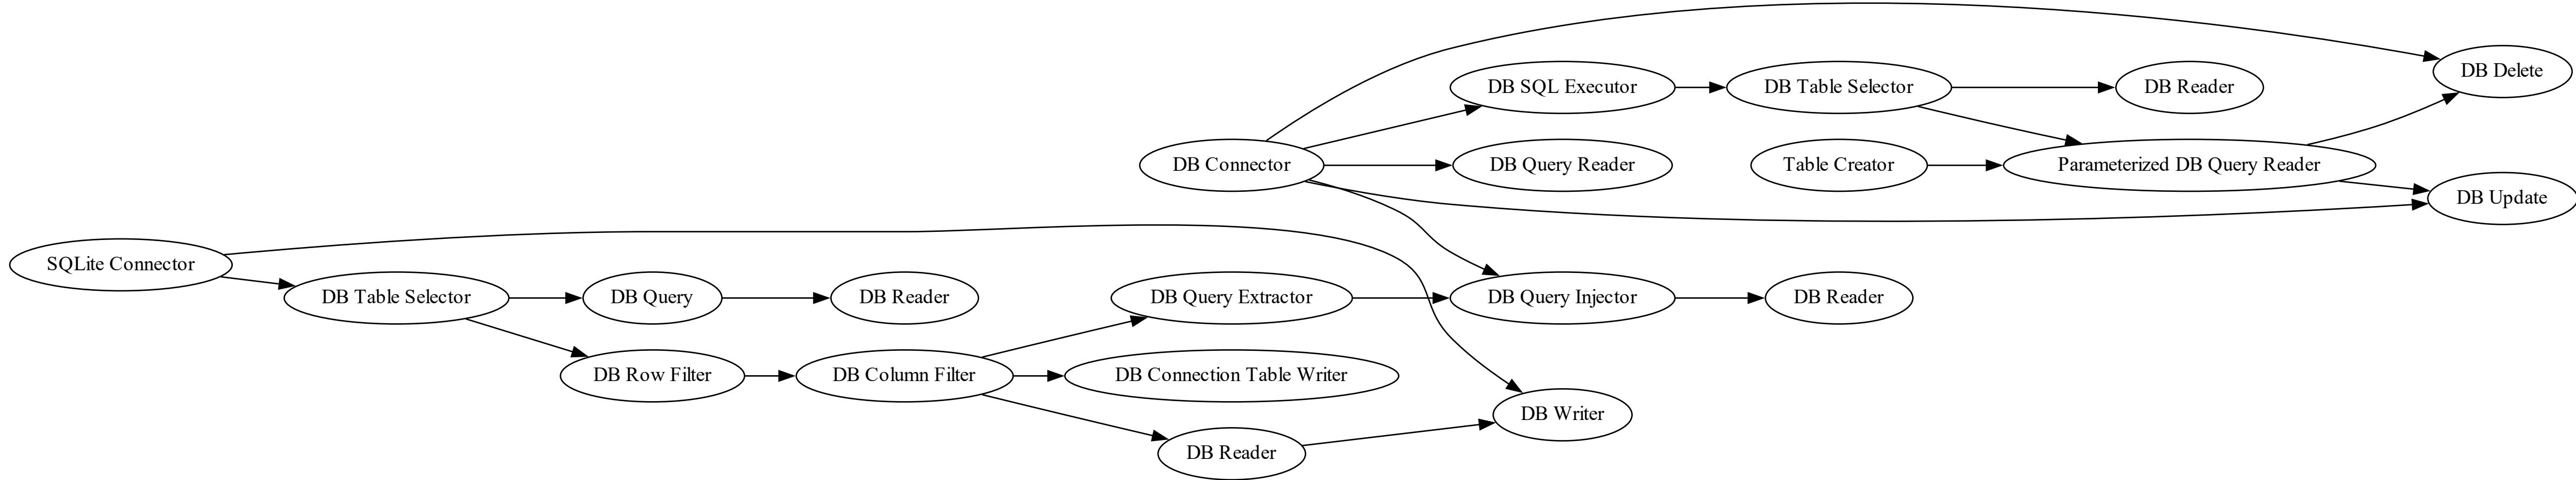 DB Delete
DB SQL Executor
DB Table Selector
DB Reader
DB Connector
DB Query Reader
Table Creator
Parameterized DB Query Reader
DB Update
SQLite Connector
DB Table Selector
DB Query
DB Reader
DB Query Extractor
DB Query Injector
DB Reader
DB Row Filter
DB Column Filter
DB Connection Table Writer
DB Writer
DB Reader